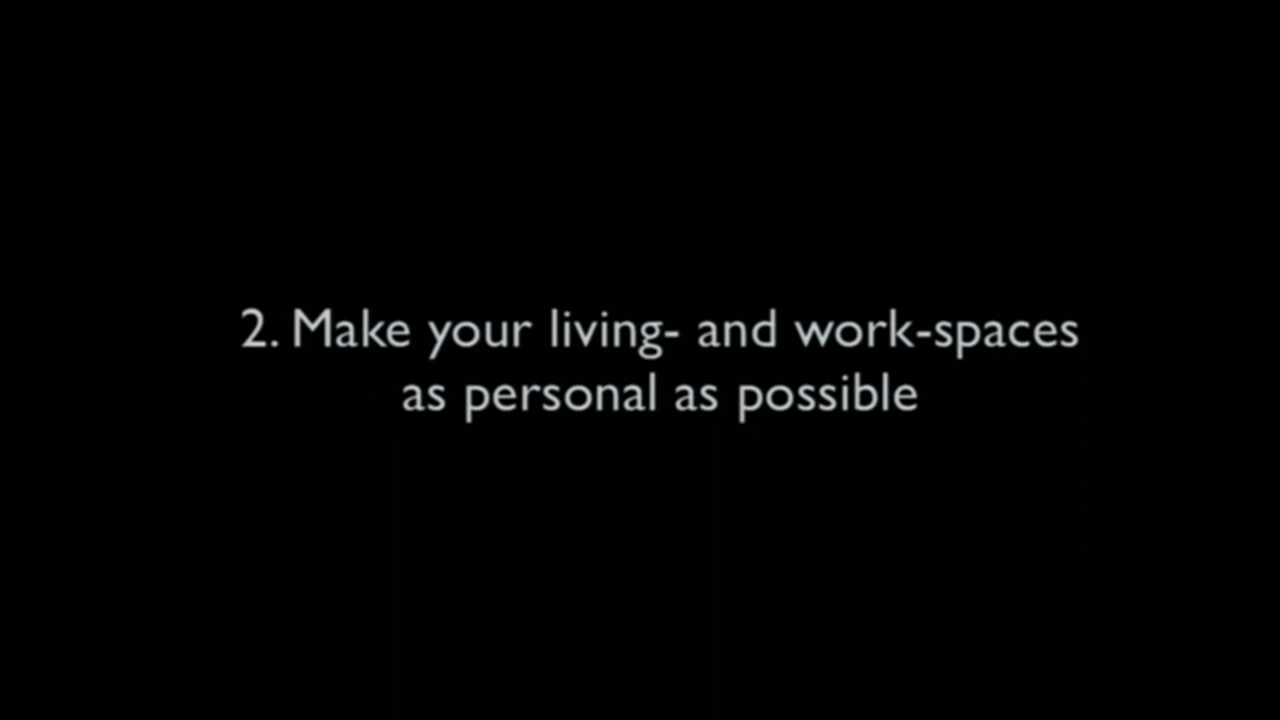 2. Make your living- and work-spaces
as personal as possible